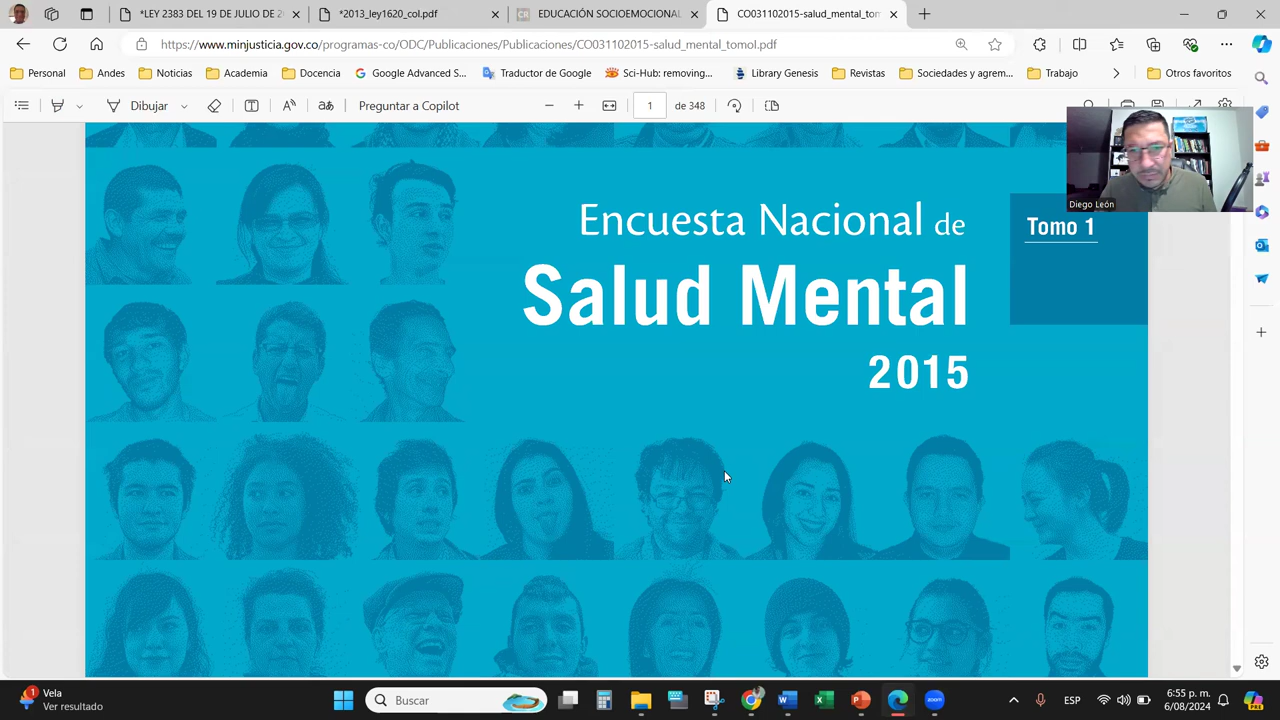 *LEY 2383 DEL 19 DE JULIO DE 2
*2013_ley1620_col.pdf
EDUCACIÓN SOCIOEMOCIONAL
CO031102015-salud_mental_tom
https://www.minjusticia.gov.co/programas-co/ODC/Publicaciones/Publicaciones/CO031102015-salud_mental_tomoI.pdf
Personal
Andes
Noticias
Academia
Docencia
Google Advanced S...
Traductor de Google
Sci-Hub: removing...
Library Genesis
Revistas
Sociedades y agrem...
Trabajo
Otros favoritos
Dibujar
Preguntar a Copilot
1
de 348
Diego León
Encuesta Nacional de
Salud Mental
2015
Tomo 1
1
Vela
Ver resultado
Buscar
ESP
6:55 p. m.
6/08/2024